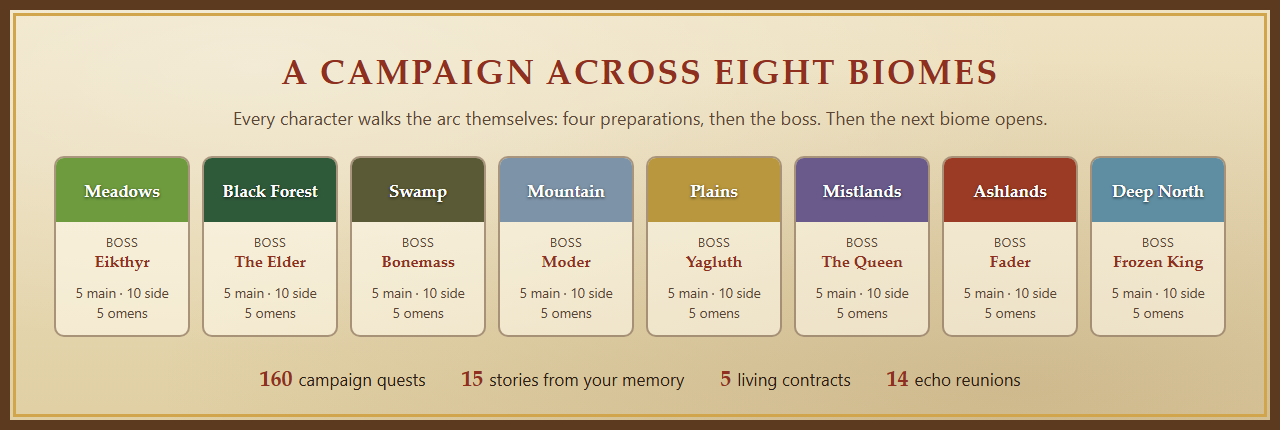 A CAMPAIGN ACROSS EIGHT BIOMES
Every character walks the arc themselves: four preparations, then the boss. Then the next biome opens.
Meadows
BOSS
Eikthyr
5 main · 10 side
5 omens
Black Forest
BOSS
The Elder
5 main · 10 side
5 omens
Swamp
BOSS
Bonemass
5 main · 10 side
5 omens
Mountain
BOSS
Moder
5 main · 10 side
5 omens
Plains
BOSS
Yagluth
5 main · 10 side
5 omens
Mistlands
BOSS
The Queen
5 main · 10 side
5 omens
Ashlands
BOSS
Fader
5 main · 10 side
5 omens
Deep North
BOSS
Frozen King
5 main · 10 side
5 omens
160 campaign quests 15 stories from your memory 5 living contracts 14 echo reunions